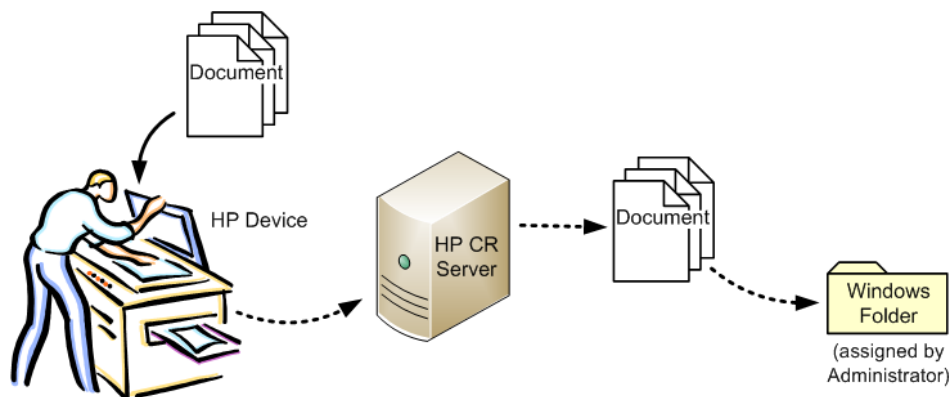 Document
HP Device
HP CR
Server
Document
Windows
Folder
(assigned by
Administrator)